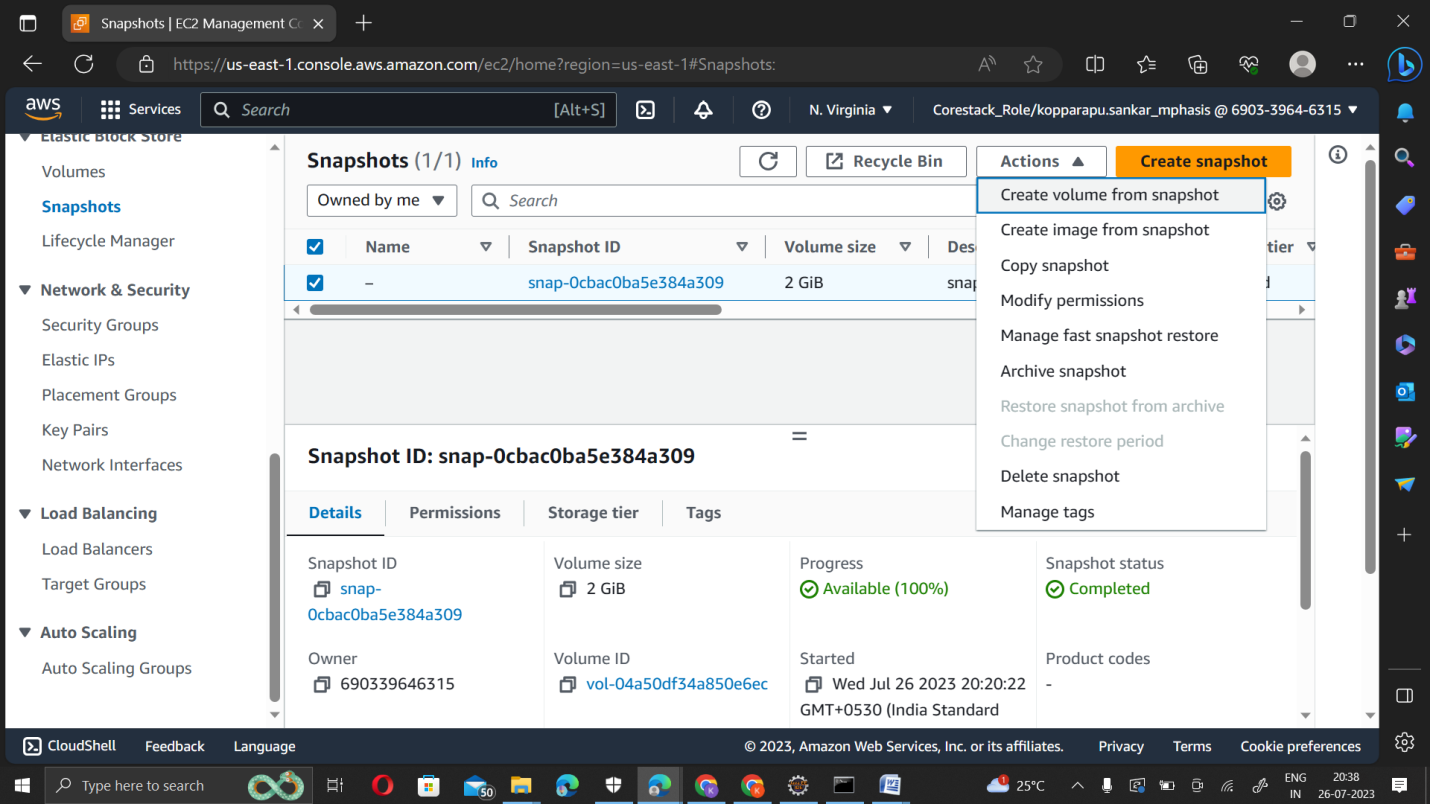 Snapshots | EC2 Management Co
https://us-east-1.console.aws.amazon.com/ec2/home?region=us-east-1#Snapshots:
aws
Services
Search [Alt+S]
N. Virginia
Corestack_Role/kopparapu.sankar_mphasis @ 6903-3964-6315
Elastic Block Store
Volumes
Snapshots
Lifecycle Manager
Network & Security
Security Groups
Elastic IPs
Placement Groups
Key Pairs
Network Interfaces
Load Balancing
Load Balancers
Target Groups
Auto Scaling
Auto Scaling Groups
Snapshots (1/1) Info
Recycle Bin
Actions
Create snapshot
Owned by me
Search
Name Snapshot ID Volume size Des tier
– snap-0cbac0ba5e384a309 2 GiB snap
Create volume from snapshot
Create image from snapshot
Copy snapshot
Modify permissions
Manage fast snapshot restore
Archive snapshot
Restore snapshot from archive
Change restore period
Delete snapshot
Manage tags
Snapshot ID: snap-0cbac0ba5e384a309
Details Permissions Storage tier Tags
Snapshot ID
snap-
0cbac0ba5e384a309
Volume size
2 GiB
Progress
Available (100%)
Snapshot status
Completed
Owner
690339646315
Volume ID
vol-04a50df34a850e6ec
Started
Wed Jul 26 2023 20:20:22
GMT+0530 (India Standard
Product codes
-
CloudShell Feedback Language
© 2023, Amazon Web Services, Inc. or its affiliates. Privacy Terms Cookie preferences
Type here to search
50
1
25°C
ENG
IN
20:38
26-07-2023